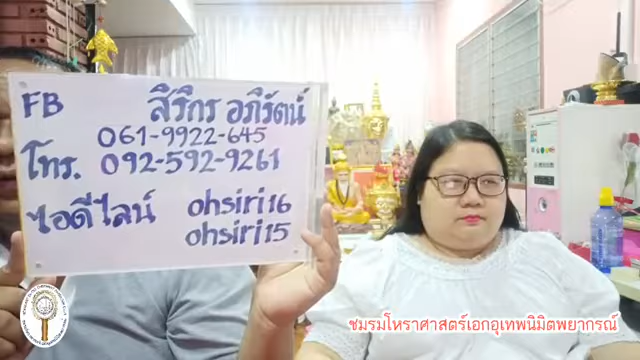 FB สิริกร อภิรัตน์
061-9922-645
โทร. 092-592-9261
ไอดีไลน์ ohsiri16
ohsiri15
ชมรมโหราศาสตร์เอกอุเทพนิมิตพยากรณ์